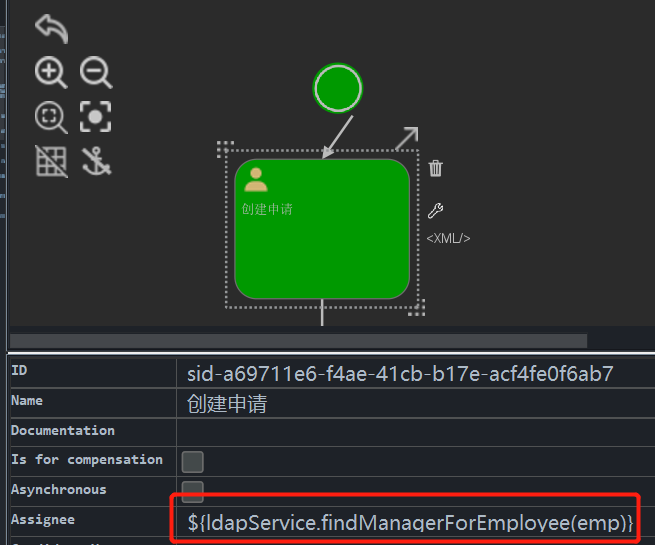 创建申请
<XML/>
ID
sid-a69711e6-f4ae-41cb-b17e-acf4fe0f6ab7
Name
创建申请
Documentation
Is for compensation
Asynchronous
Assignee
${ldapService.findManagerForEmployee(emp)}